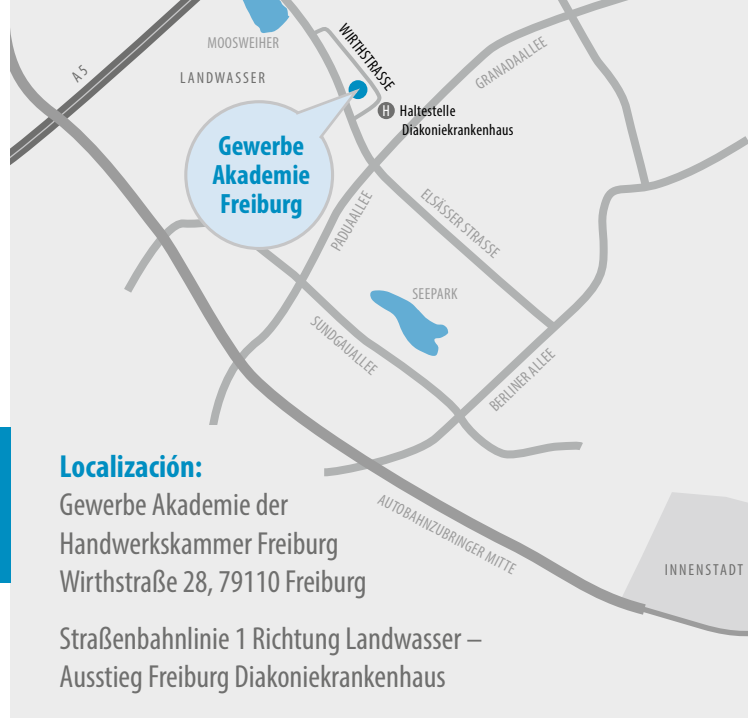 MOOSWEIHER
WIRTHSTRASSE
GRANADAALLEE
A 5
LANDWASSER
H Haltestelle
Diakoniekrankenhaus
Gewerbe
Akademie
Freiburg
PADUAALLEE
ELSÄSSER STRASSE
SEEPARK
SUNDGAUALLEE
BERLINER ALLEE
Localización:
Gewerbe Akademie der
Handwerkskammer Freiburg
Wirthstraße 28, 79110 Freiburg
AUTOBAHNZUBRINGER MITTE
INNENSTADT
Straßenbahnlinie 1 Richtung Landwasser –
Ausstieg Freiburg Diakoniekrankenhaus